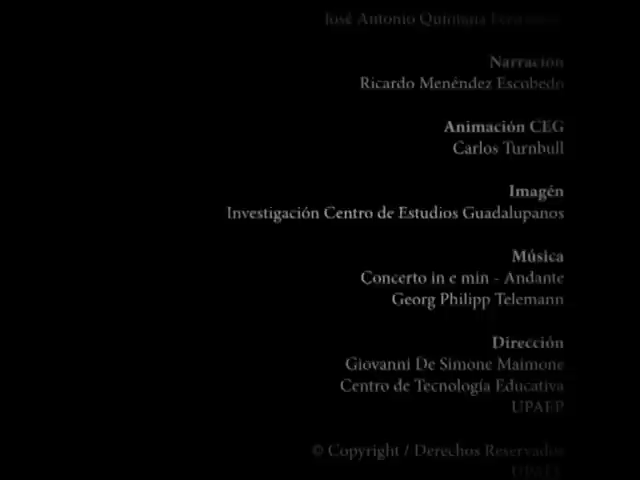 José Antonio Quintana
Narración
Ricardo Menéndez Escobedo
Animación CEG
Carlos Turnbull
Imagén
Investigación Centro de Estudios Guadalupanos
Música
Concerto in e min - Andante
Georg Philipp Telemann
Dirección
Giovanni De Simone Maimone
Centro de Tecnología Educativa
UPAEP
© Copyright / Derechos Reservados